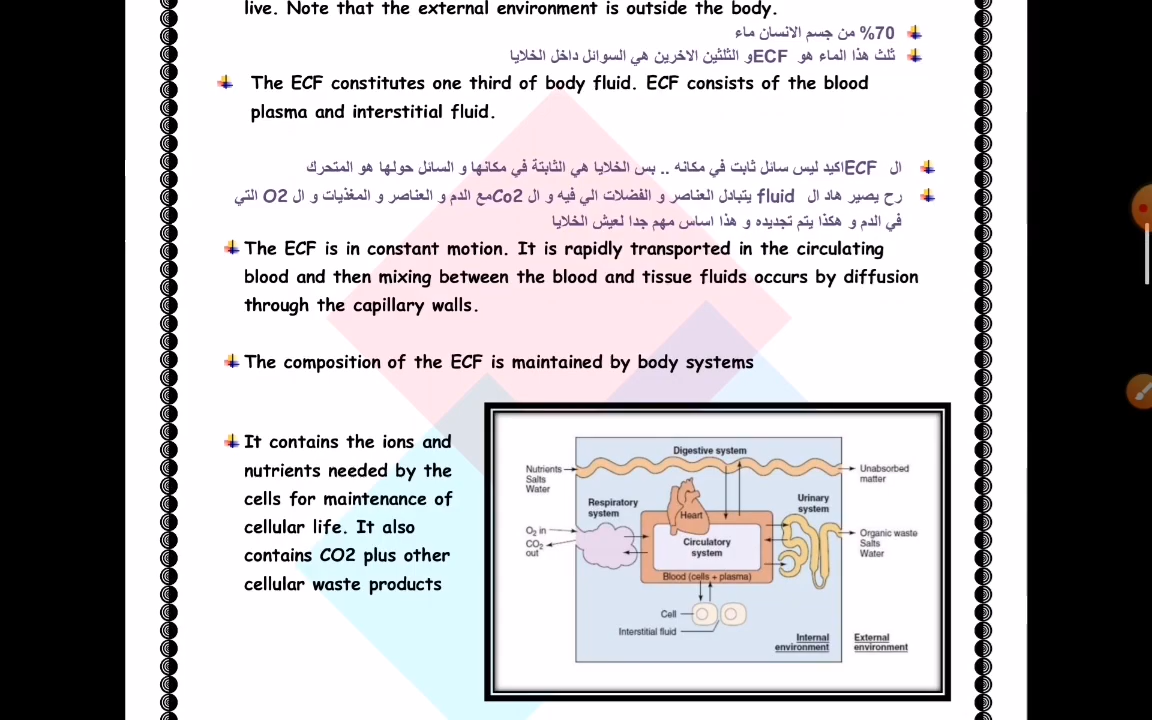 live. Note that the external environment is outside the body.
70% من جسم الانسان ماء
ثلث هذا الماء هو ECFو الثلثين الاخرين هي السوائل داخل الخلايا
The ECF constitutes one third of body fluid. ECF consists of the blood
plasma and interstitial fluid.
ال ECFاكيد ليس سائل ثابت في مكانه .. بس الخلايا هي الثابتة في مكانها و السائل حولها هو المتحرك
رح يصير هاد ال fluid يتبادل العناصر و الفضلات الي فيه و ال Co2مع الدم و العناصر و المغذيات و ال O2 التي
في الدم و هكذا يتم تجديده و هذا اساس مهم جدا لعيش الخلايا
The ECF is in constant motion. It is rapidly transported in the circulating
blood and then mixing between the blood and tissue fluids occurs by diffusion
through the capillary walls.
The composition of the ECF is maintained by body systems
It contains the ions and
nutrients needed by the
cells for maintenance of
cellular life. It also
contains CO2 plus other
cellular waste products
Digestive system
Nutrients
Salts
Water
Unabsorbed
matter
Respiratory
system
Heart
Urinary
system
O2 in
CO2
out
Circulatory
system
Organic waste
Salts
Water
Blood (cells + plasma)
Cell
Interstitial fluid
Internal
environment
External
environment